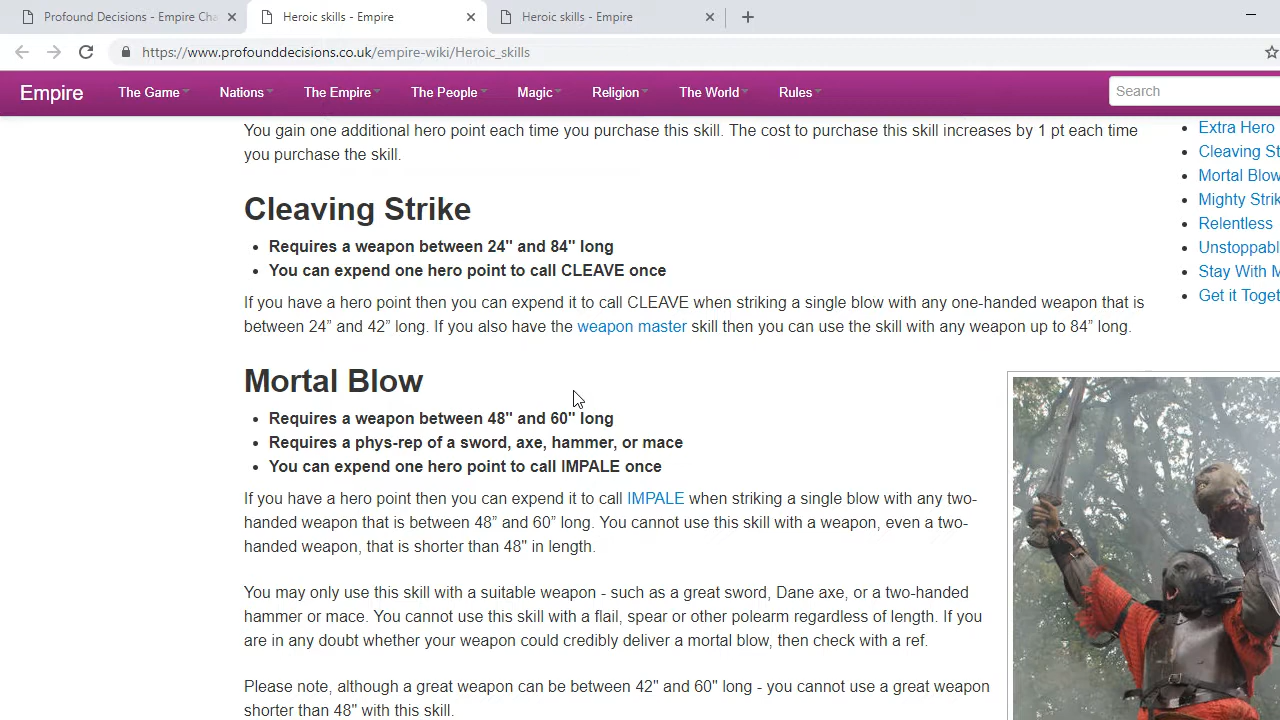 Profound Decisions - Empire Cha
Heroic skills - Empire
Heroic skills - Empire
https://www.profounddecisions.co.uk/empire-wiki/Heroic_skills
Empire
The Game
Nations
The Empire
The People
Magic
Religion
The World
Rules
Search
You gain one additional hero point each time you purchase this skill. The cost to purchase this skill increases by 1 pt each time
you purchase the skill.
Extra Hero
Cleaving St
Mortal Blow
Mighty Strik
Relentless
Unstoppabl
Stay With M
Get it Toget
Cleaving Strike
• Requires a weapon between 24" and 84" long
• You can expend one hero point to call CLEAVE once
If you have a hero point then you can expend it to call CLEAVE when striking a single blow with any one-handed weapon that is
between 24” and 42” long. If you also have the weapon master skill then you can use the skill with any weapon up to 84” long.
Mortal Blow
• Requires a weapon between 48" and 60" long
• Requires a phys-rep of a sword, axe, hammer, or mace
• You can expend one hero point to call IMPALE once
If you have a hero point then you can expend it to call IMPALE when striking a single blow with any two-
handed weapon that is between 48” and 60” long. You cannot use this skill with a weapon, even a two-
handed weapon, that is shorter than 48" in length.
You may only use this skill with a suitable weapon - such as a great sword, Dane axe, or a two-handed
hammer or mace. You cannot use this skill with a flail, spear or other polearm regardless of length. If you
are in any doubt whether your weapon could credibly deliver a mortal blow, then check with a ref.
Please note, although a great weapon can be between 42" and 60" long - you cannot use a great weapon
shorter than 48" with this skill.